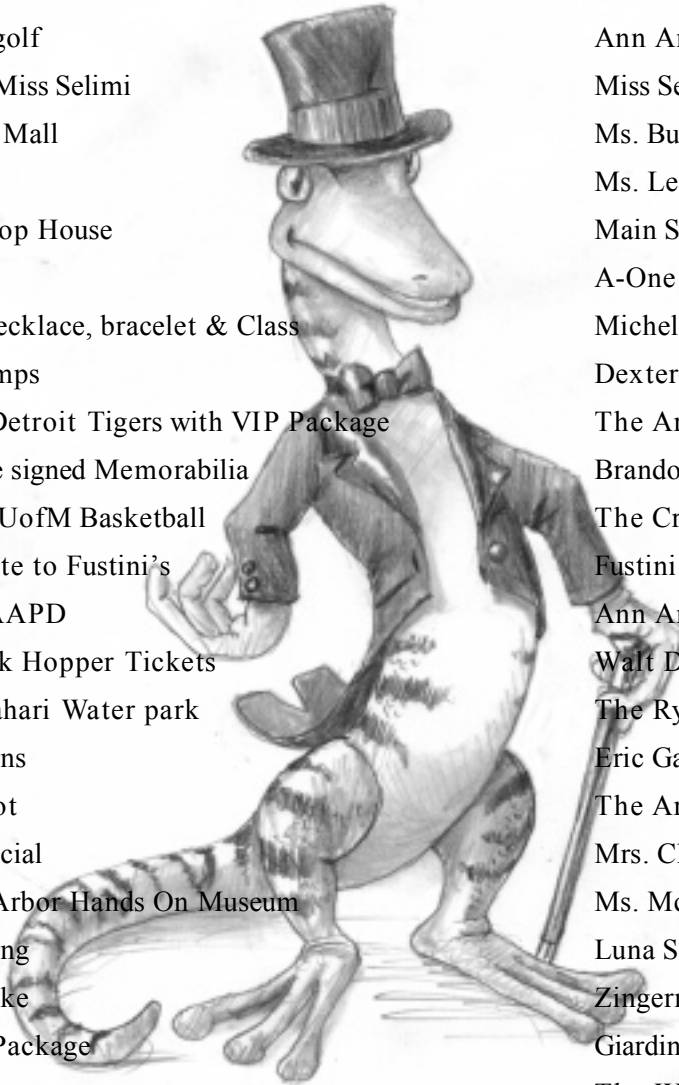 golf
Miss Selimi
Mall
op House
ecklace, bracelet & Class
mps
Detroit Tigers with VIP Package
e signed Memorabilia
UofM Basketball
te to Fustini’s
AAPD
k Hopper Tickets
ahari Water park
ns
ot
cial
Arbor Hands On Museum
ng
ke
Package
Ann Ar
Miss Se
Ms. Bu
Ms. Le
Main S
A-One
Michel
Dexter
The Ar
Brando
The Cr
Fustini
Ann Ar
Walt D
The Ry
Eric Ga
The Ar
Mrs. Cl
Ms. Mc
Luna S
Zingern
Giardin